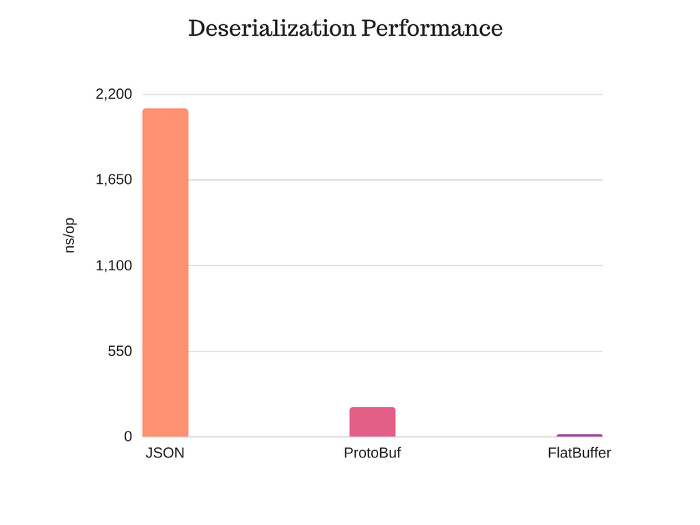 Deserialization Performance
2,200
1,650
1,100
550
0
ns/op
JSON ProtoBuf FlatBuffer